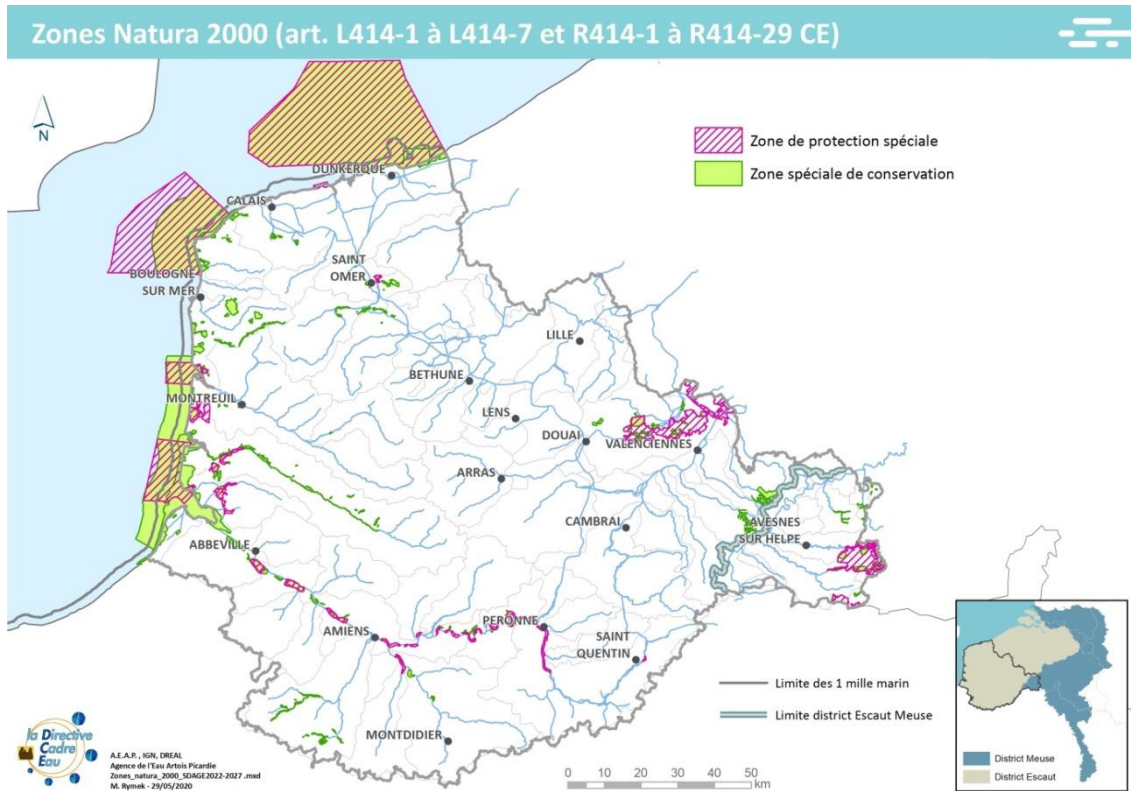 Zones Natura 2000 (art. L414-1 à L414-7 et R414-1 à R414-29 CE)
N
Zone de protection spéciale
Zone spéciale de conservation
DUNKERQUE
CALAIS
SAINT
OMER
BOULOGNE
SUR MER
LILLE
BETHUNE
MONTREUIL
LENS
DOUAI
VALENCIENNES
ARRAS
CAMBRAI
AVESNES
SUR HELPE
ABBEVILLE
AMIENS
PERONNE
SAINT
QUENTIN
MONTDIDIER
Limite des 1 mille marin
Limite district Escaut Meuse
District Meuse
District Escaut
la Directive
Cadre
Eau
A.E.A.P. , IGN, DREAL
Agence de l'Eau Artois Picardie
Zones_natura_2000_SDAGE2022-2027 .mxd
M. Rymek - 29/05/2020
0 10 20 30 40 50
km